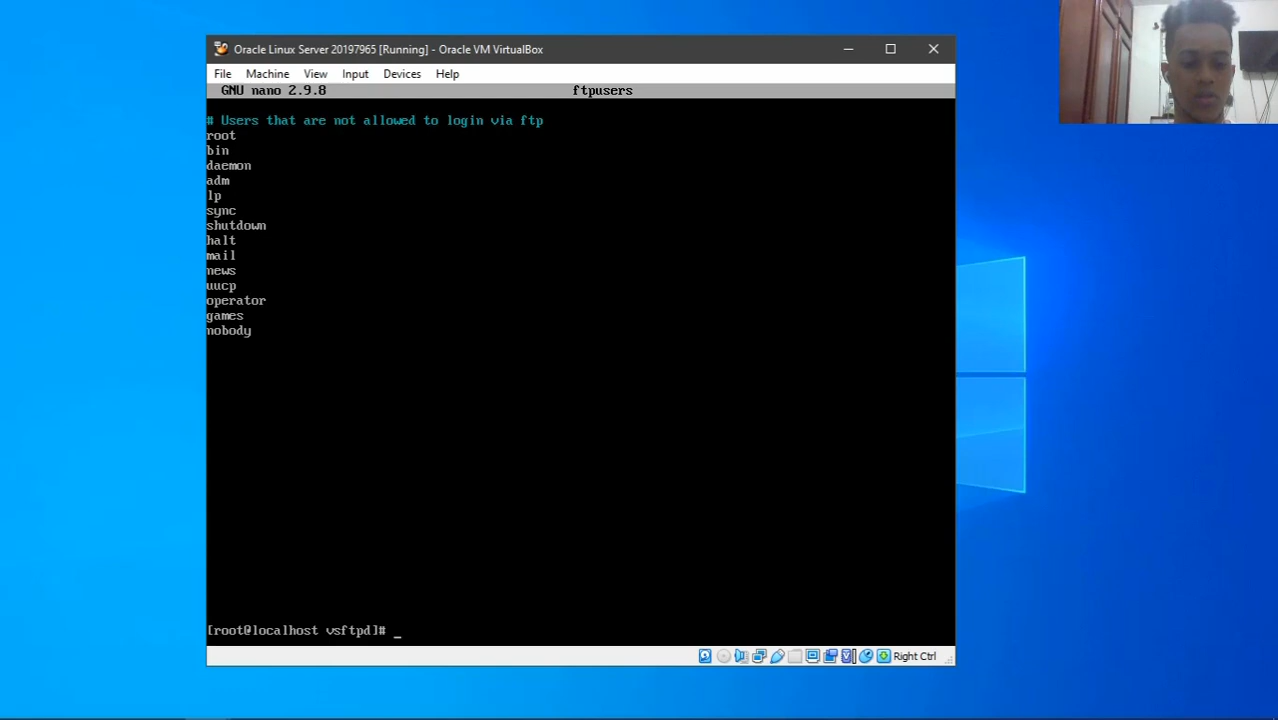 Oracle Linux Server 20197965 [Running] - Oracle VM VirtualBox
File Machine View Input Devices Help
GNU nano 2.9.8 ftpusers
# Users that are not allowed to login via ftp
root
bin
daemon
adm
lp
sync
shutdown
halt
mail
news
uucp
operator
games
nobody
[root@localhost vsftpd]# _
Right Ctrl